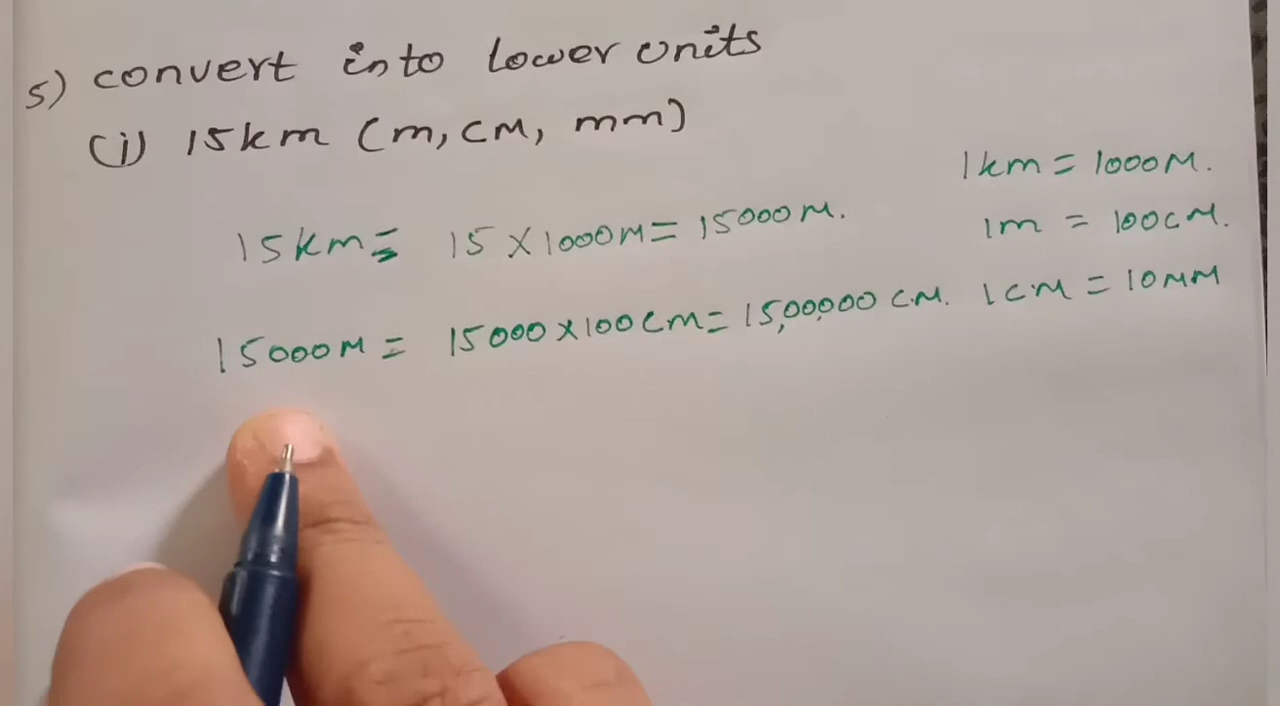 5) convert into lower units
(i) 15km (m, cm, mm)
1km = 1000M.
15km = 15 X 1000M = 15000M.
1m = 100CM.
15000M = 15000 X 100CM = 15,00,000 C.M.
1CM = 10MM